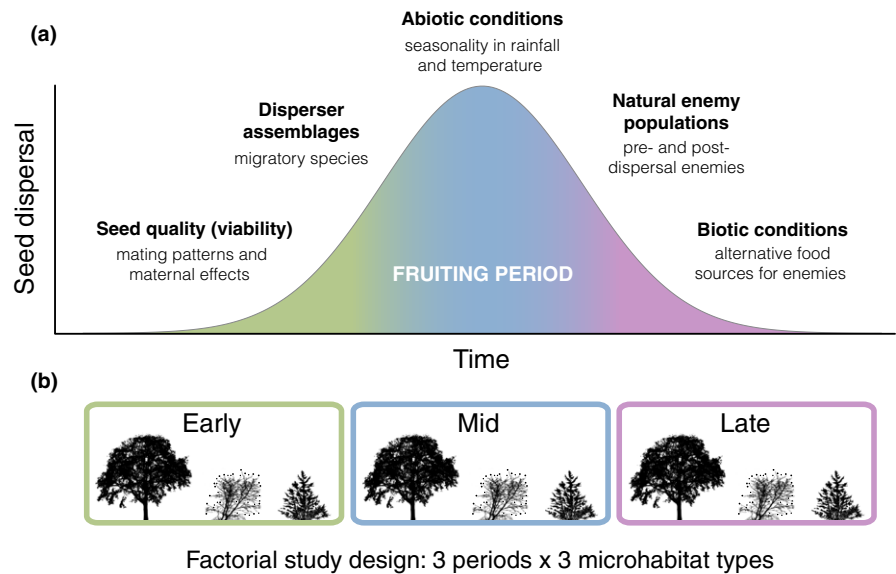 (a)
Abiotic conditions
seasonality in rainfall
and temperature
Disperser
assemblages
migratory species
Natural enemy
populations
pre- and post-
dispersal enemies
Seed quality (viability)
mating patterns and
maternal effects
Biotic conditions
alternative food
sources for enemies
FRUITING PERIOD
Seed dispersal
Time
(b)
Early
Mid
Late
Factorial study design: 3 periods x 3 microhabitat types